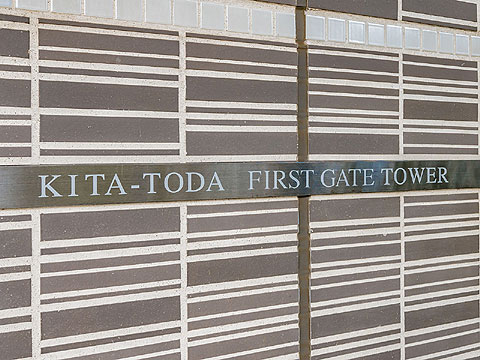 KITA-TODA FIRST GATE TOWER